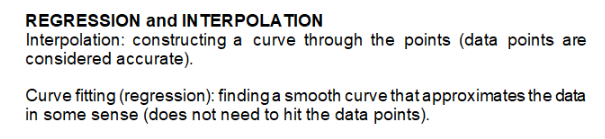 REGRESSION and INTERPOLATION
Interpolation: constructing a curve through the points (data points are
considered accurate).
Curve fitting (regression): finding a smooth curve that approximates the data
in some sense (does not need to hit the data points).